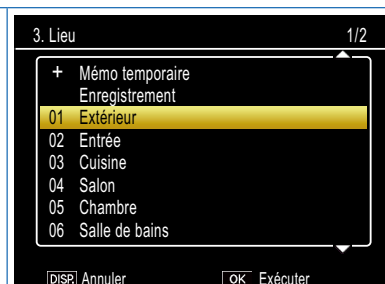 3. Lieu 1/2
+ Mémo temporaire
Enregistrement
01 Extérieur
02 Entrée
03 Cuisine
04 Salon
05 Chambre
06 Salle de bains
DISP. Annuler OK Exécuter